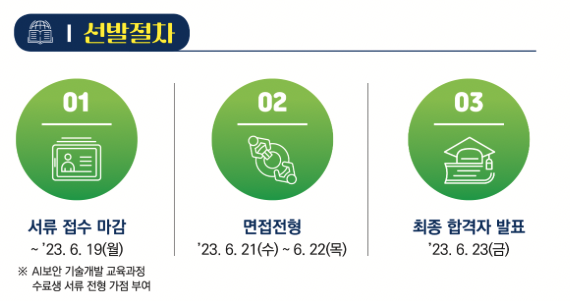 선발절차
01
서류 접수 마감
~ ’23. 6. 19(월)
※ AI보안 기술개발 교육과정
수료생 서류 전형 가점 부여
02
면접전형
’23. 6. 21(수) ~ 6. 22(목)
03
최종 합격자 발표
’23. 6. 23(금)